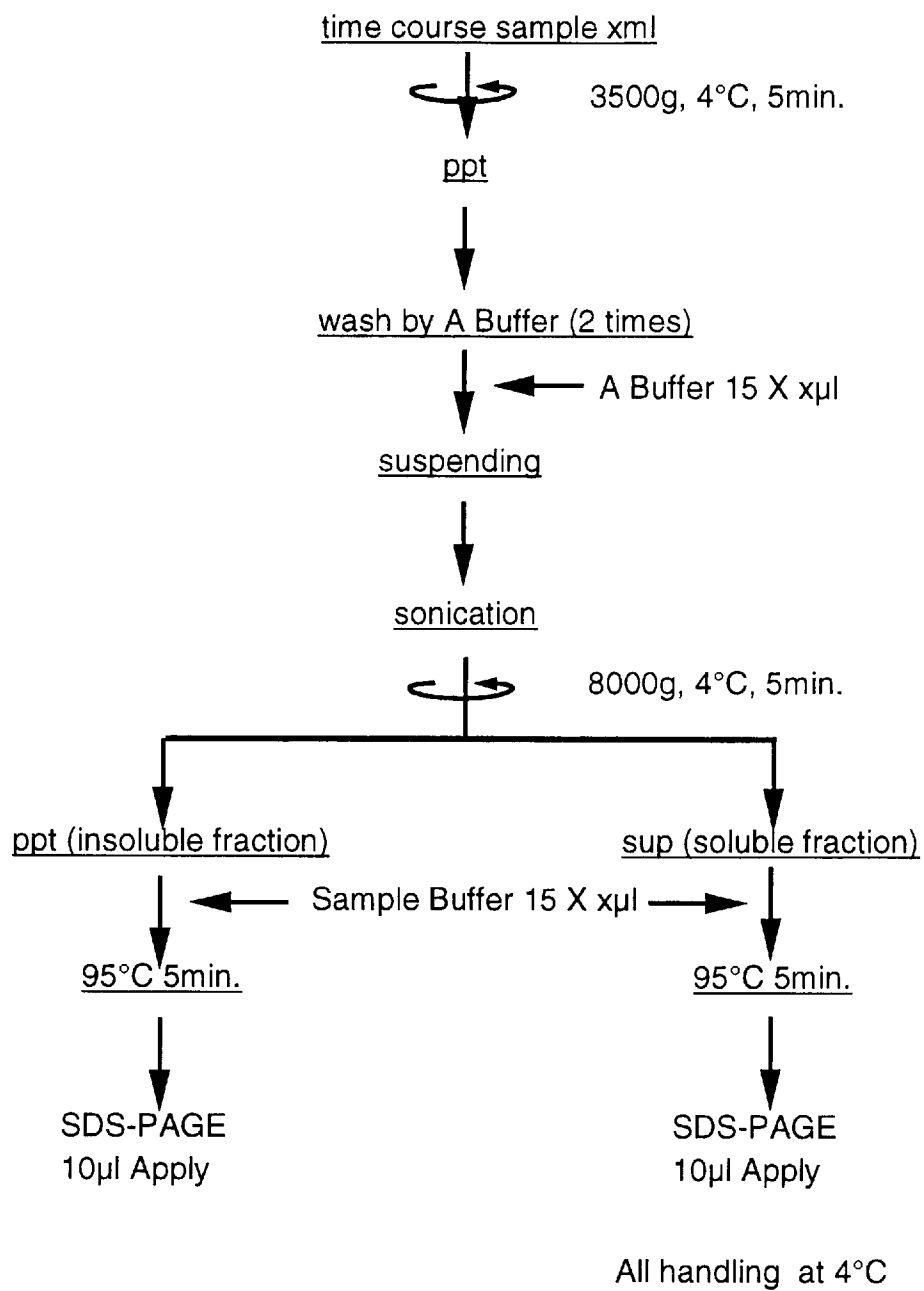 time course sample xml
3500g, 4°C, 5min.
ppt
wash by A Buffer (2 times)
A Buffer 15 X xµl
suspending
sonication
8000g, 4°C, 5min.
ppt (insoluble fraction)
sup (soluble fraction)
Sample Buffer 15 X xµl
95°C 5min.
95°C 5min.
SDS-PAGE
10µl Apply
SDS-PAGE
10µl Apply
All handling at 4°C